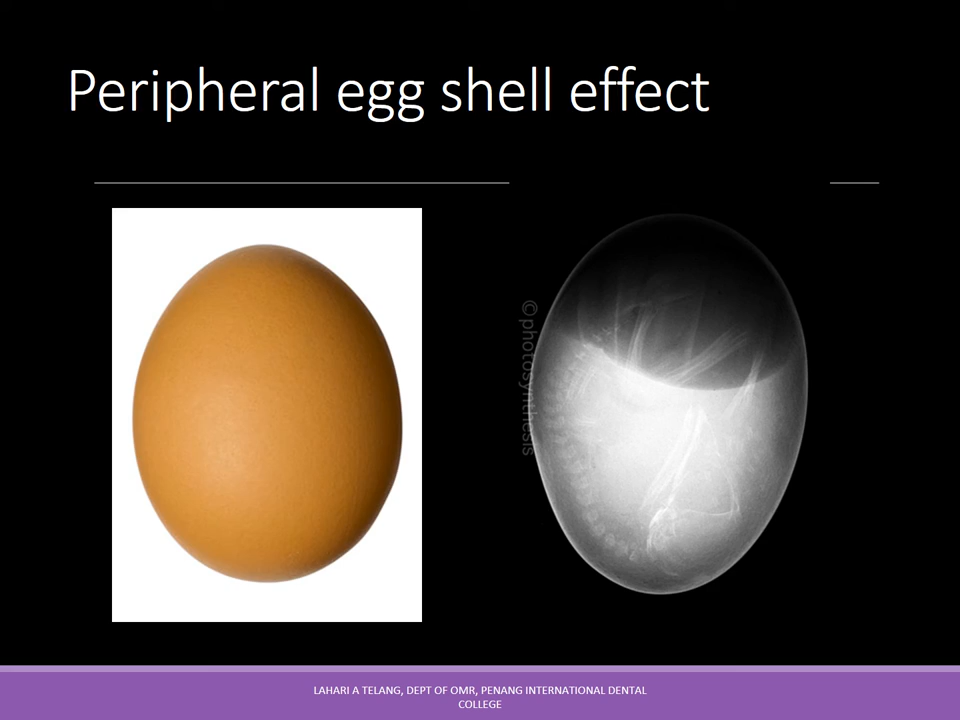 Peripheral egg shell effect
©photosynthesis
LAHARI A TELANG, DEPT OF OMR, PENANG INTERNATIONAL DENTAL
COLLEGE